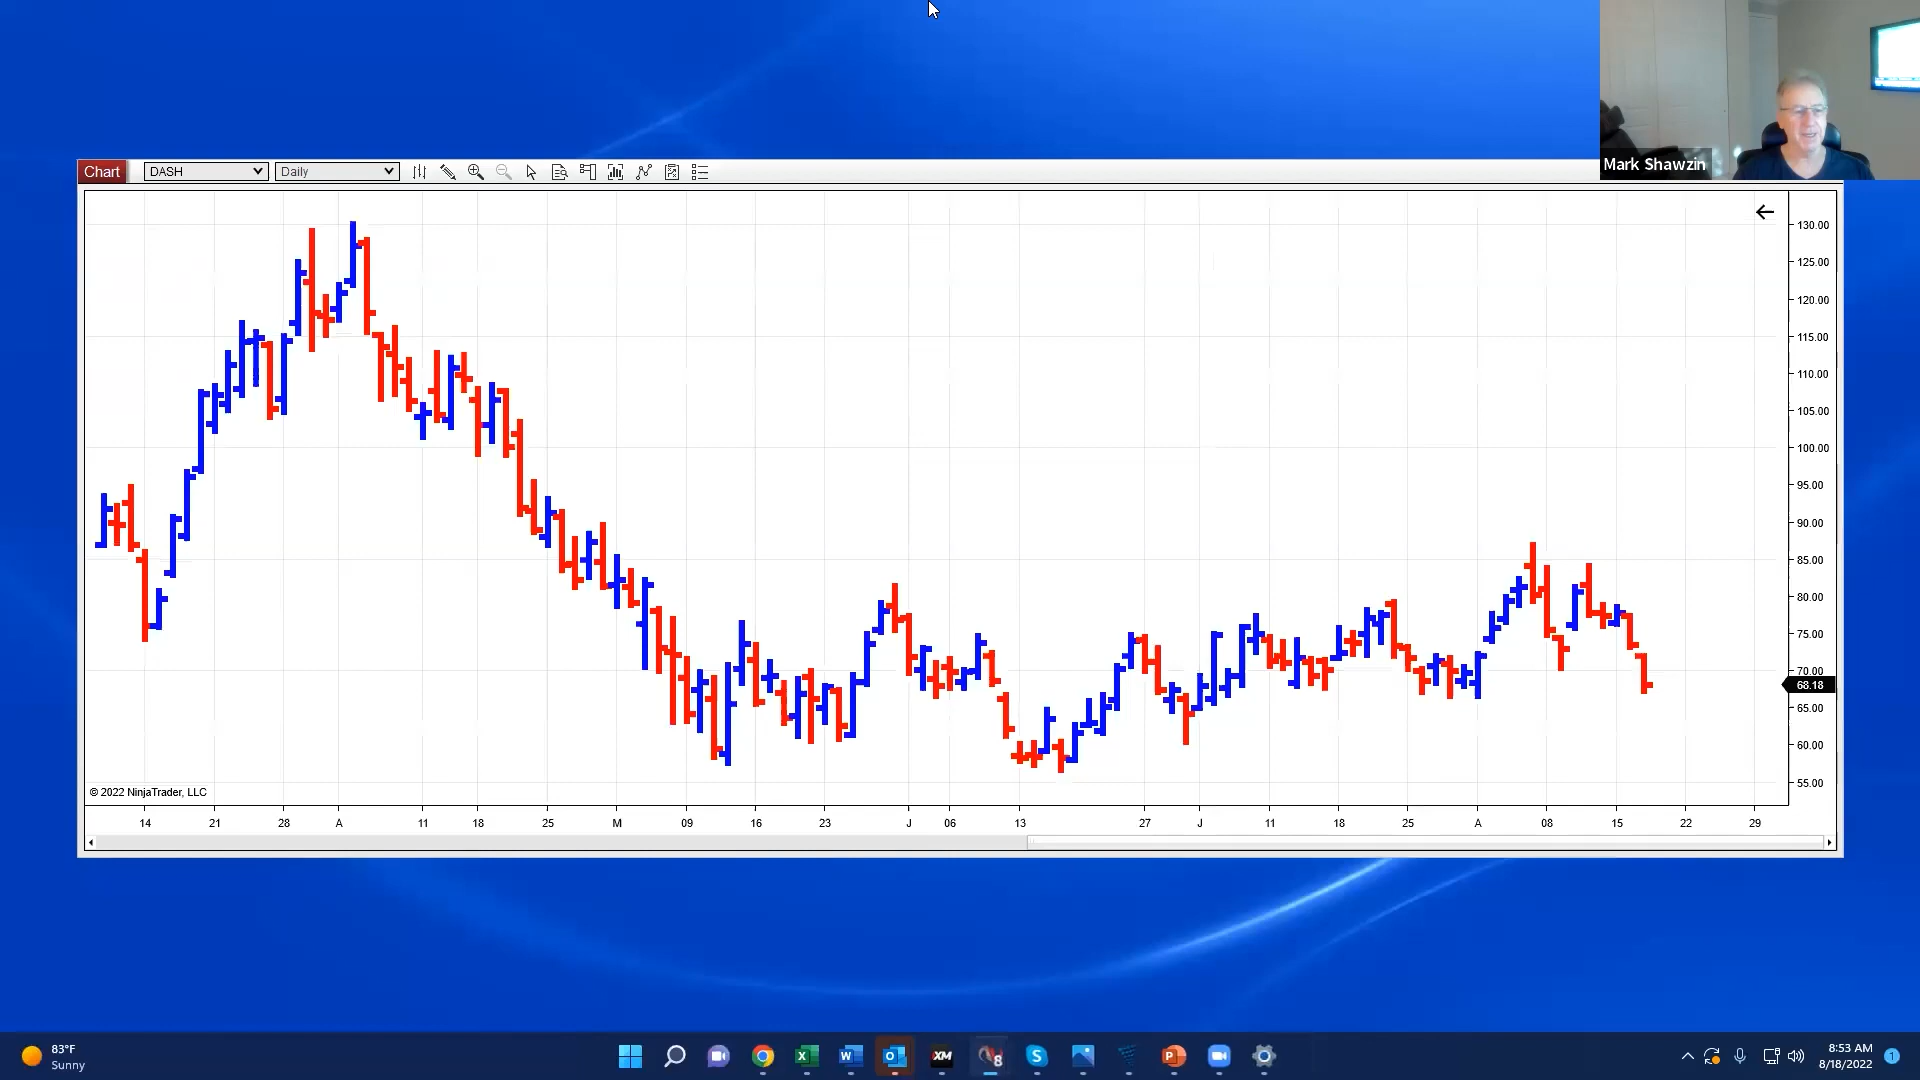 Mark Shawzin
Chart DASH Daily
130.00
125.00
120.00
115.00
110.00
105.00
100.00
95.00
90.00
85.00
80.00
75.00
70.00
68.18
65.00
60.00
55.00
© 2022 NinjaTrader, LLC
14 21 28 A 11 18 25 M 09 16 23 J 06 13 27 J 11 18 25 A 08 15 22 29
83°F
Sunny
X W O XM 8 S P
8:53 AM
8/18/2022
1